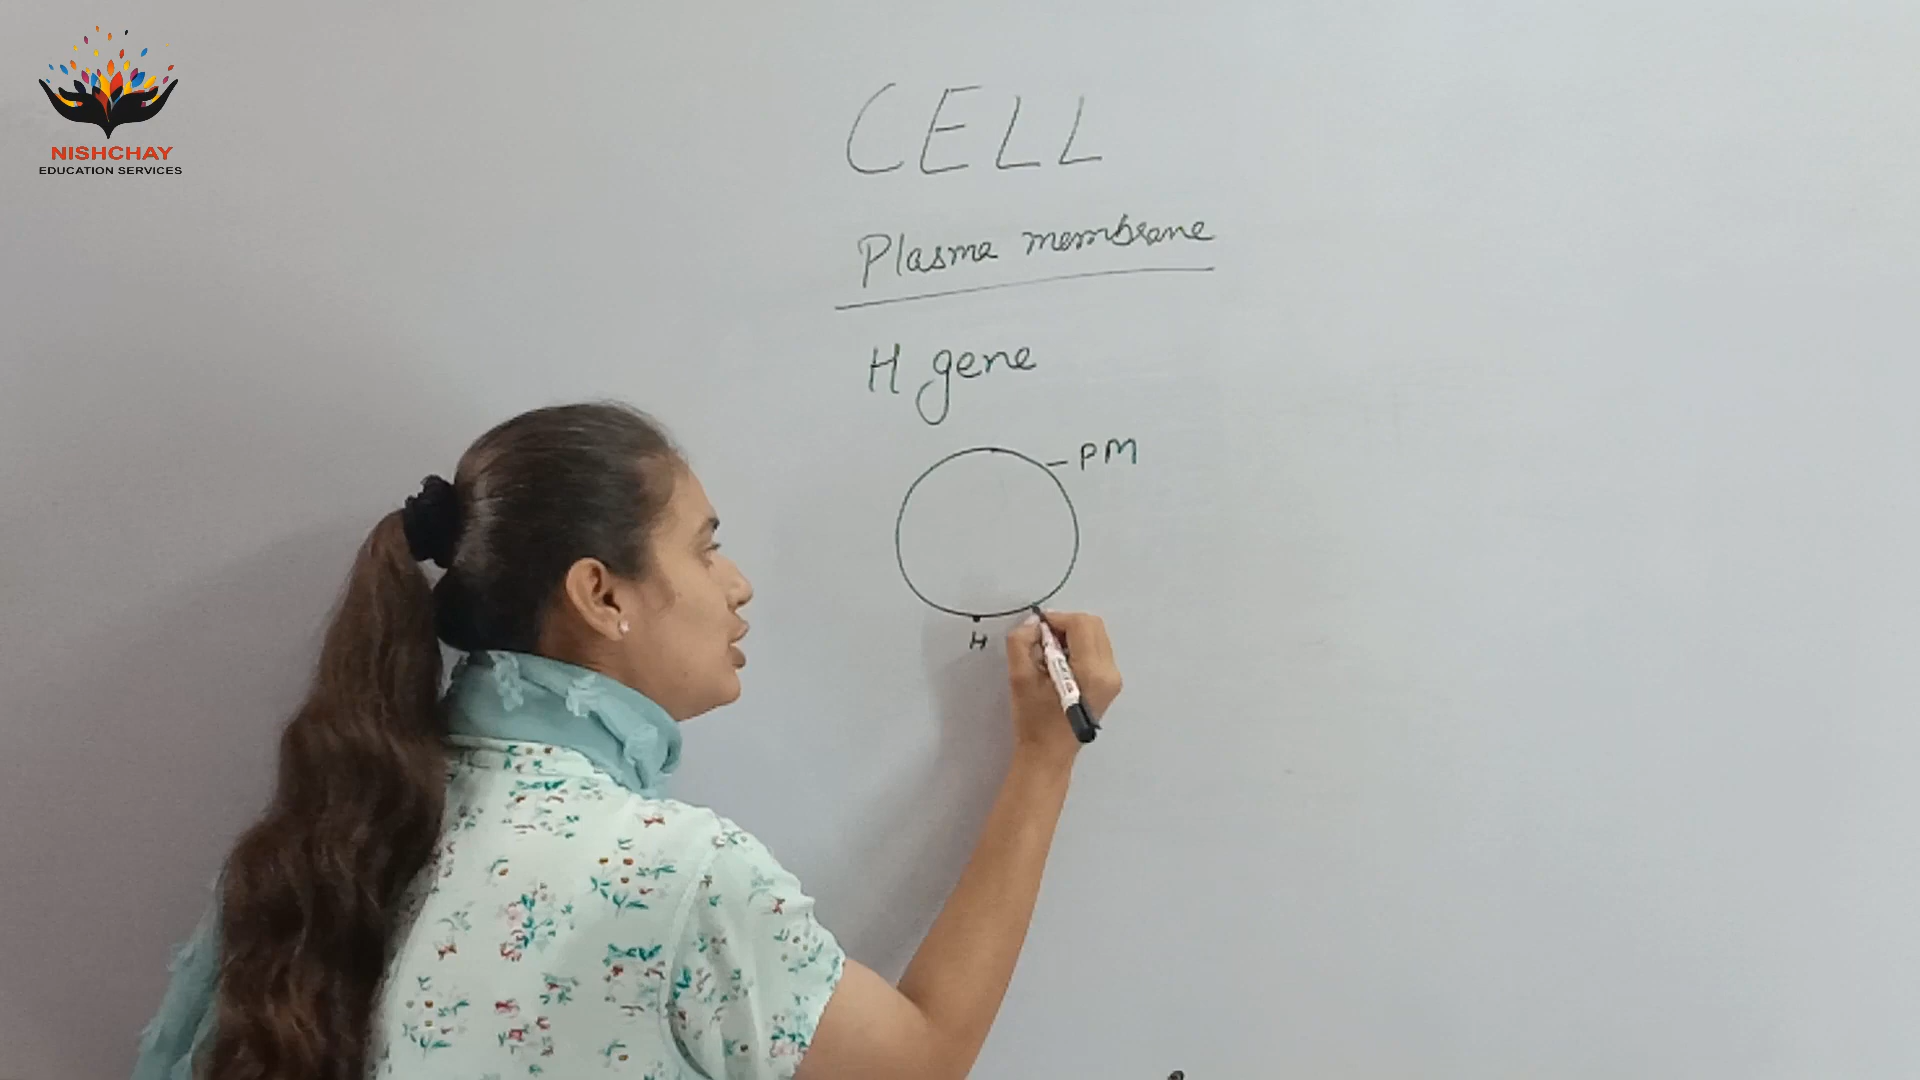 NISHCHAY
EDUCATION SERVICES
CELL
Plasma membrane
H gene
PM
H